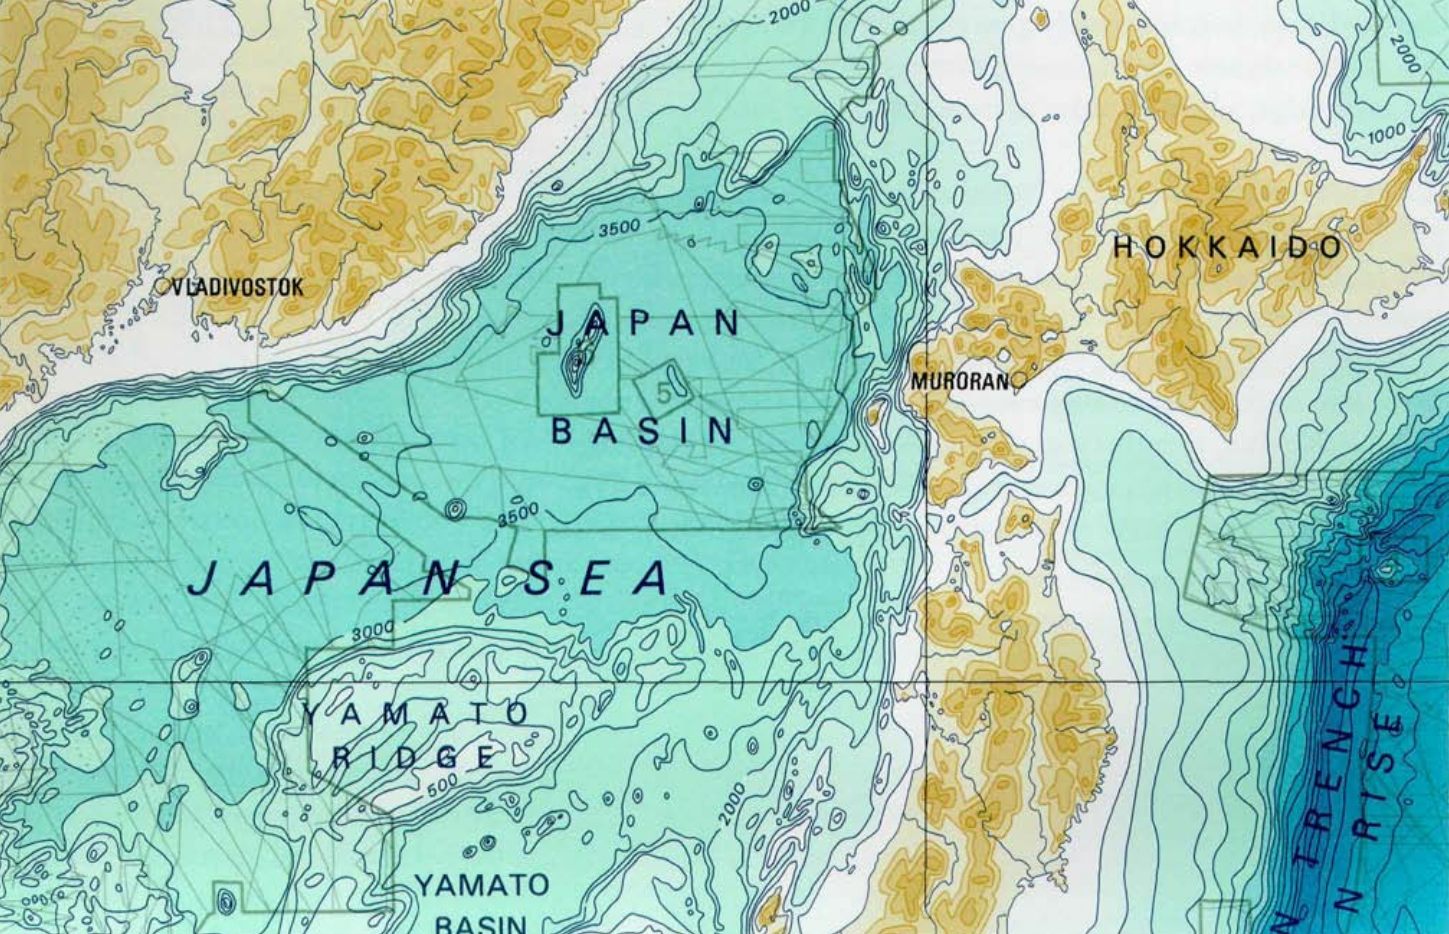 2000
2000
1000
3500
HOKKAIDO
VLADIVOSTOK
JAPAN
MURORAN
5
BASIN
3500
JAPAN SEA
3000
YAMATO
RIDGE
500
2000
TRENCH
RISE
YAMATO
BASIN
N
N